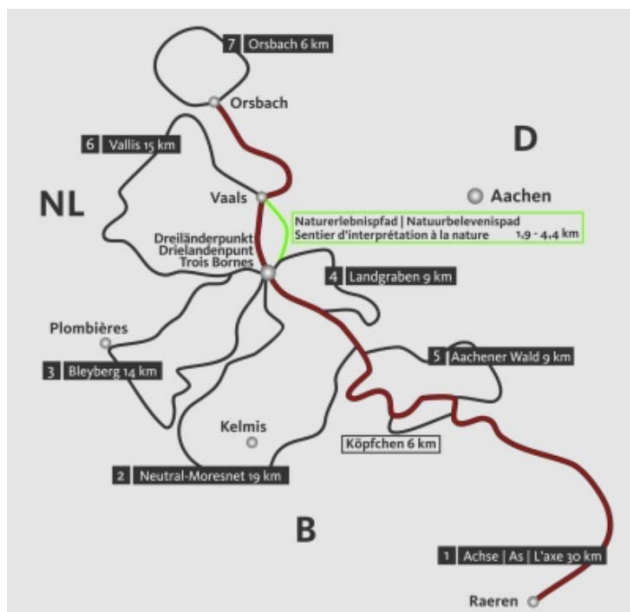 7 Orsbach 6 km
Orsbach
6 Vallis 15 km
D
NL
Vaals
Aachen
Naturerlebnispfad | Natuurbelevenispad
Sentier d'interprétation à la nature 1,9 - 4,4 km
Dreiländerpunkt
Drielandenpunt
Trois Bornes
4 Landgraben 9 km
Plombières
5 Aachener Wald 9 km
3 Bleyberg 14 km
Kelmis
Köpfchen 6 km
2 Neutral-Moresnet 19 km
B
1 Achse | As | L'axe 30 km
Raeren